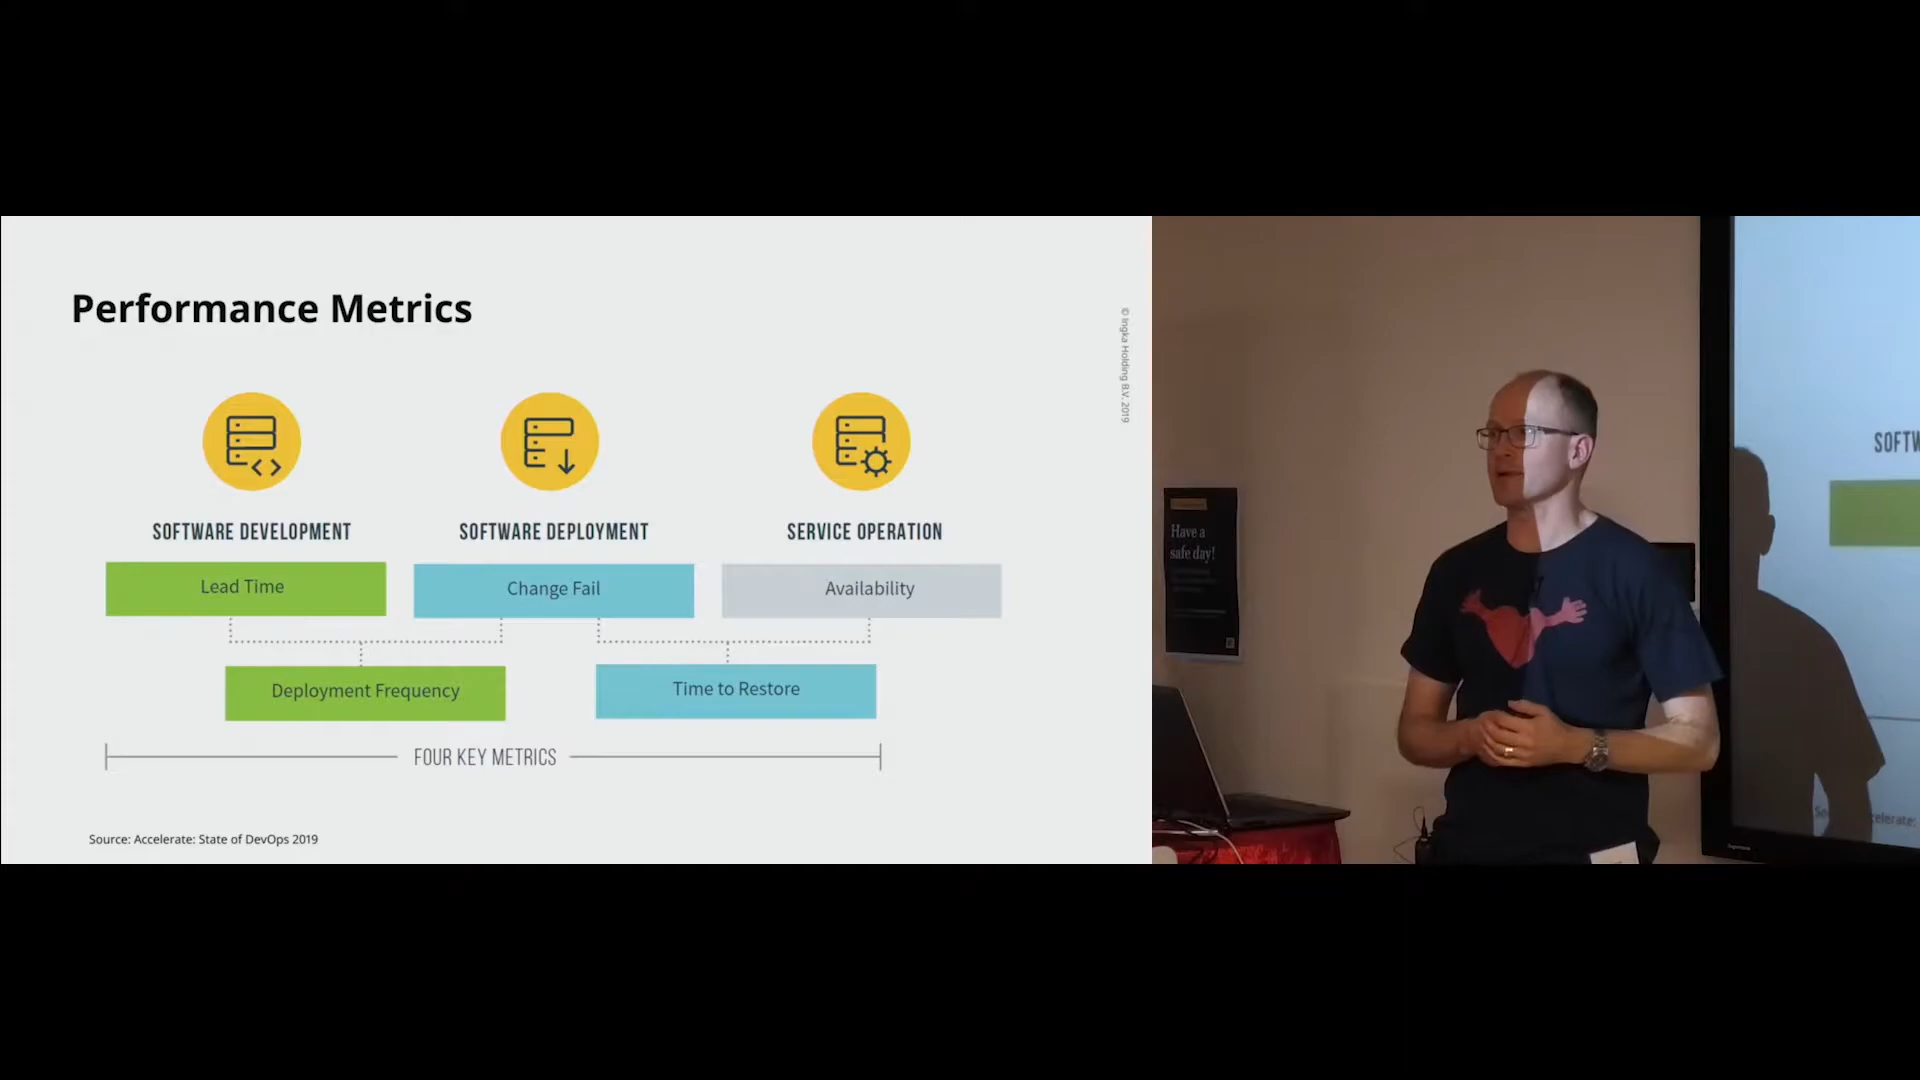 Performance Metrics
© Ingka Holding B.V. 2019
SOFTWARE DEVELOPMENT
SOFTWARE DEPLOYMENT
SERVICE OPERATION
Lead Time
Change Fail
Availability
Deployment Frequency
Time to Restore
FOUR KEY METRICS
Source: Accelerate: State of DevOps 2019
Have a
safe day!
SOFTW